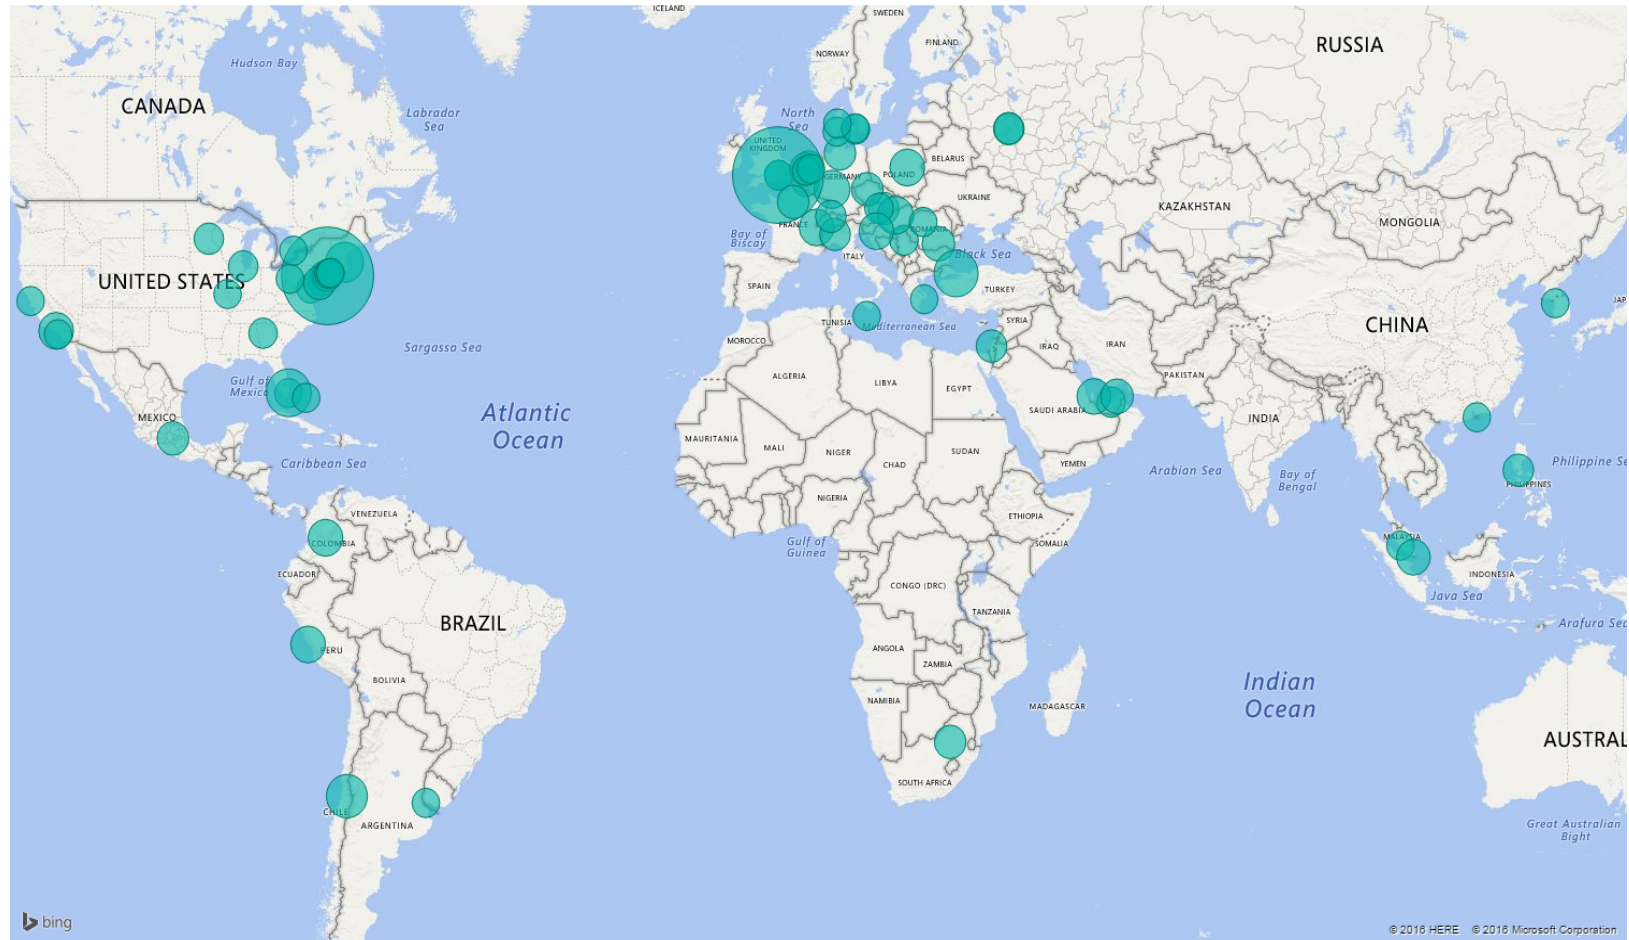 ICELAND
SWEDEN
FINLAND
NORWAY
RUSSIA
Hudson Bay
CANADA
Labrador
Sea
North
Sea
UNITED
KINGDOM
BELARUS
GERMANY
POLAND
UKRAINE
KAZAKHSTAN
MONGOLIA
FRANCE
ROMANIA
Bay of
Biscay
ITALY
Black Sea
UNITED STATES
SPAIN
TURKEY
JAP
TUNISIA
Mediterranean Sea
SYRIA
CHINA
MOROCCO
IRAQ
IRAN
Sargasso Sea
PAKISTAN
ALGERIA
LIBYA
EGYPT
Gulf of
Mexico
SAUDI ARABIA
INDIA
Atlantic
Ocean
MEXICO
MAURITANIA
MALI
NIGER
CHAD
SUDAN
YEMEN
Caribbean Sea
Arabian Sea
Bay of
Bengal
Philippine Se
PHILIPPINES
NIGERIA
VENEZUELA
ETHIOPIA
COLOMBIA
Gulf of
Guinea
SOMALIA
MALAYSIA
ECUADOR
CONGO (DRC)
INDONESIA
Java Sea
TANZANIA
BRAZIL
Arafura Sea
PERU
ANGOLA
ZAMBIA
BOLIVIA
NAMIBIA
MADAGASCAR
Indian
Ocean
AUSTRAL
SOUTH AFRICA
CHILE
ARGENTINA
Great Australian
Bight
bing
© 2016 HERE © 2016 Microsoft Corporation